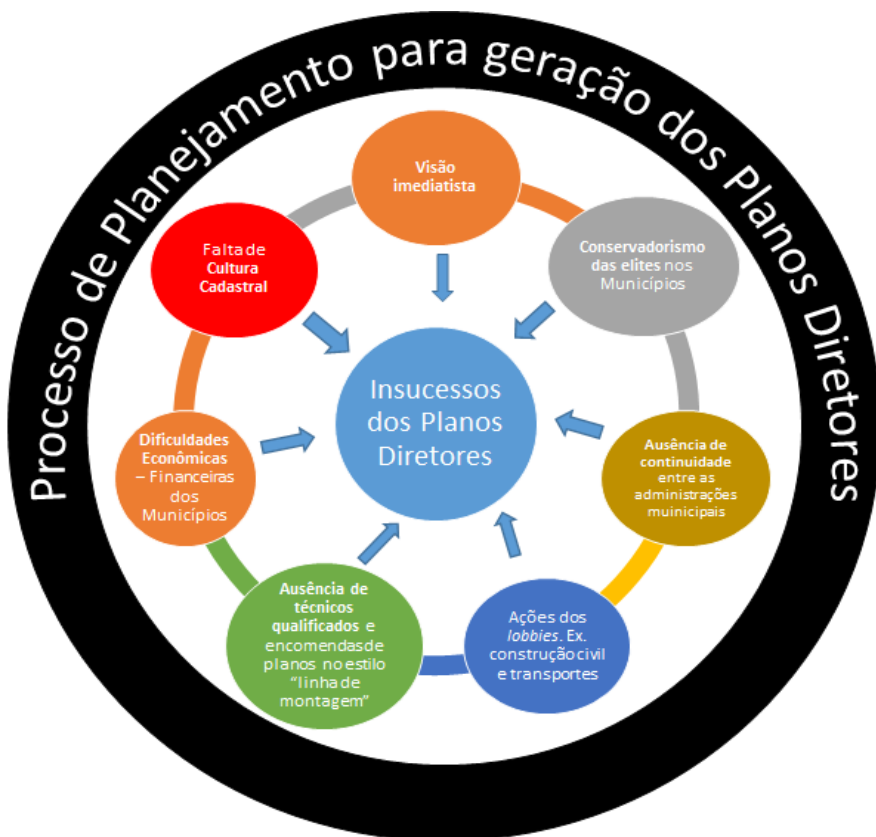 Processo de Planejamento para geração dos Planos Diretores
Visão
imediatista
Conservadorismo
das elites nos
Municípios
Ausência de
continuidade
entre as
administrações
muinicipais
Ações dos
lobbies. Ex.
construção civil
e transportes
Ausência de
técnicos
qualificados e
encomendas de
planos no estilo
“linha de
montagem”
Dificuldades
Econômicas
– Financeiras
dos
Municípios
Falta de
Cultura
Cadastral
Insucessos
dos Planos
Diretores